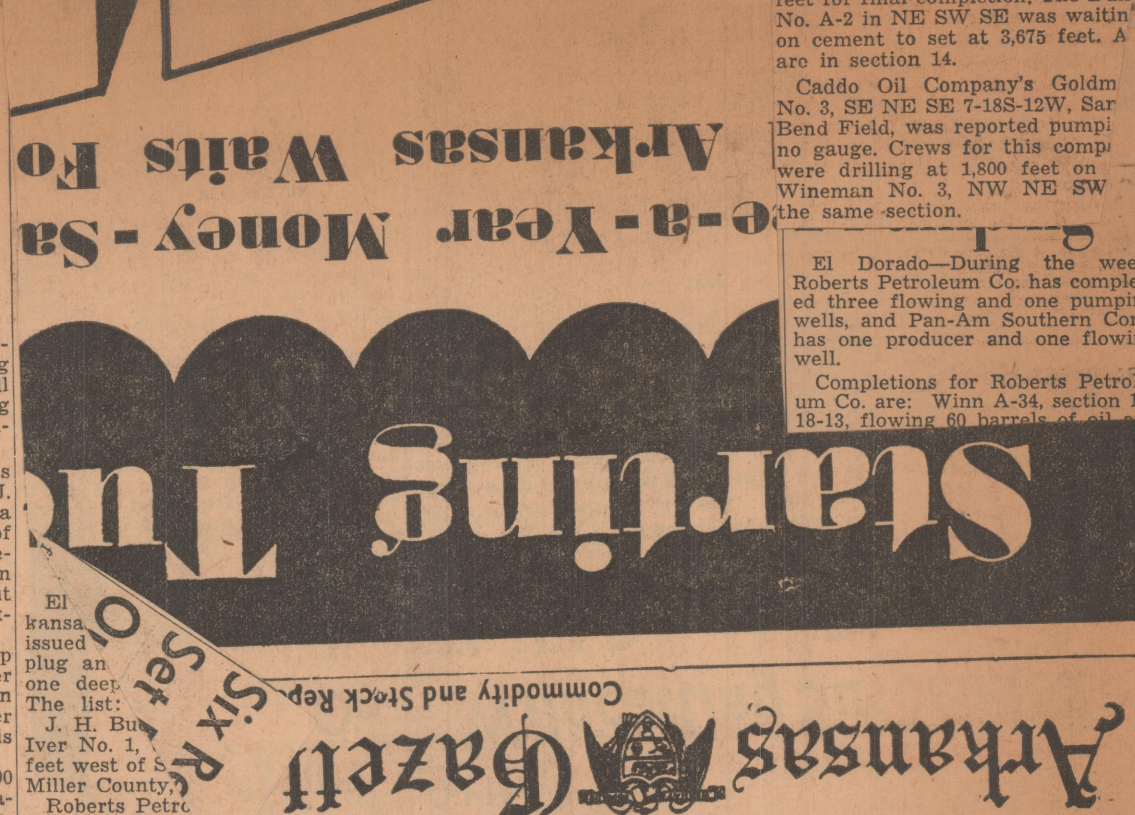 No. A-2 in NE SW SE was waitin
on cement to set at 3,675 feet. A
are in section 14.
Caddo Oil Company's Goldm
No. 3, SE NE SE 7-18S-12W, Sar
Bend Field, was reported pumpi
no gauge. Crews for this comp
were drilling at 1,800 feet on
Wineman No. 3, NW NE SW
the same section.
El Dorado—During the wee
Roberts Petroleum Co. has comple
ed three flowing and one pumpi
wells, and Pan-Am Southern Cor
has one producer and one flowi
well.
Completions for Roberts Petrol
um Co. are: Winn A-34, section 1
18-13, flowing 60 barrels of oil
Arkansas Gazett
Commodity and Stock Rep
Starting Tu
e-a-Year Money-Sa
Arkansas Waits Fo
Six R
Set
O
El
kansa
issued
plug an
one deep
The list:
J. H. Bu
Iver No. 1,
feet west of S
Miller County,
Roberts Petro